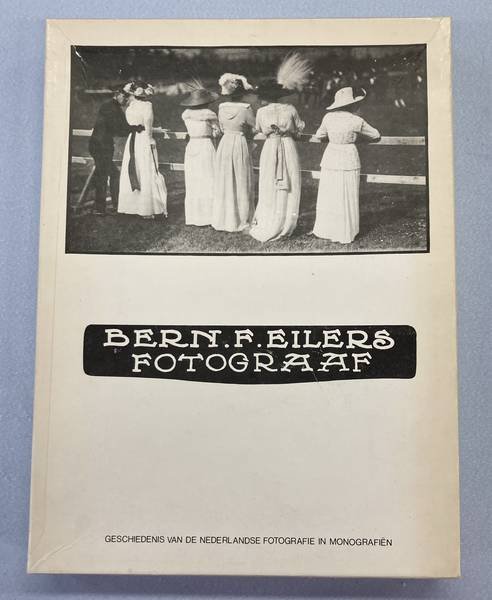 BERN.F.EILERS
FOTOGRAAF
GESCHIEDENIS VAN DE NEDERLANDSE FOTOGRAFIE IN MONOGRAFIËN